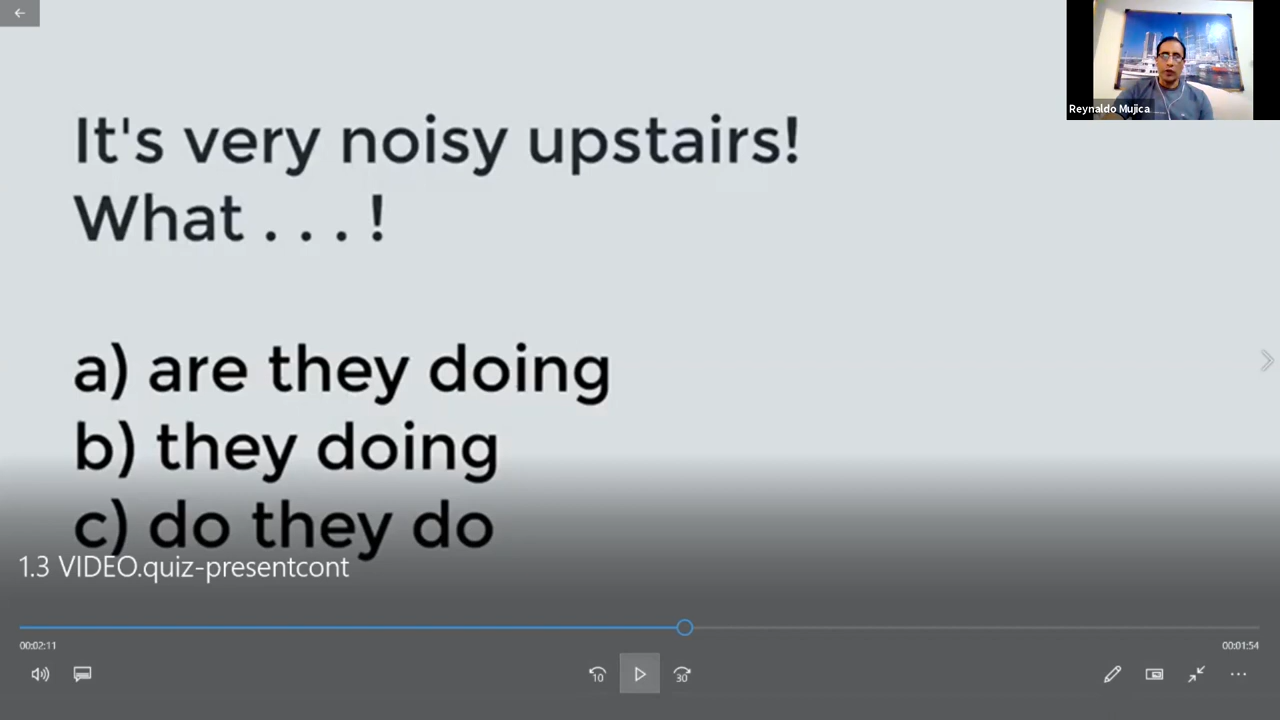 It's very noisy upstairs!
What . . . !
a) are they doing
b) they doing
c) do they do
Reynaldo Mujica
1.3 VIDEO.quiz-presentcont
00:02:11
00:01:54
10
30